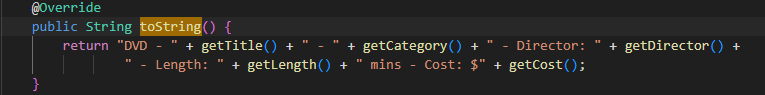 @Override
public String toString() {
return "DVD - " + getTitle() + " - " + getCategory() + " - Director: " + getDirector() +
" - Length: " + getLength() + " mins - Cost: $" + getCost();
}